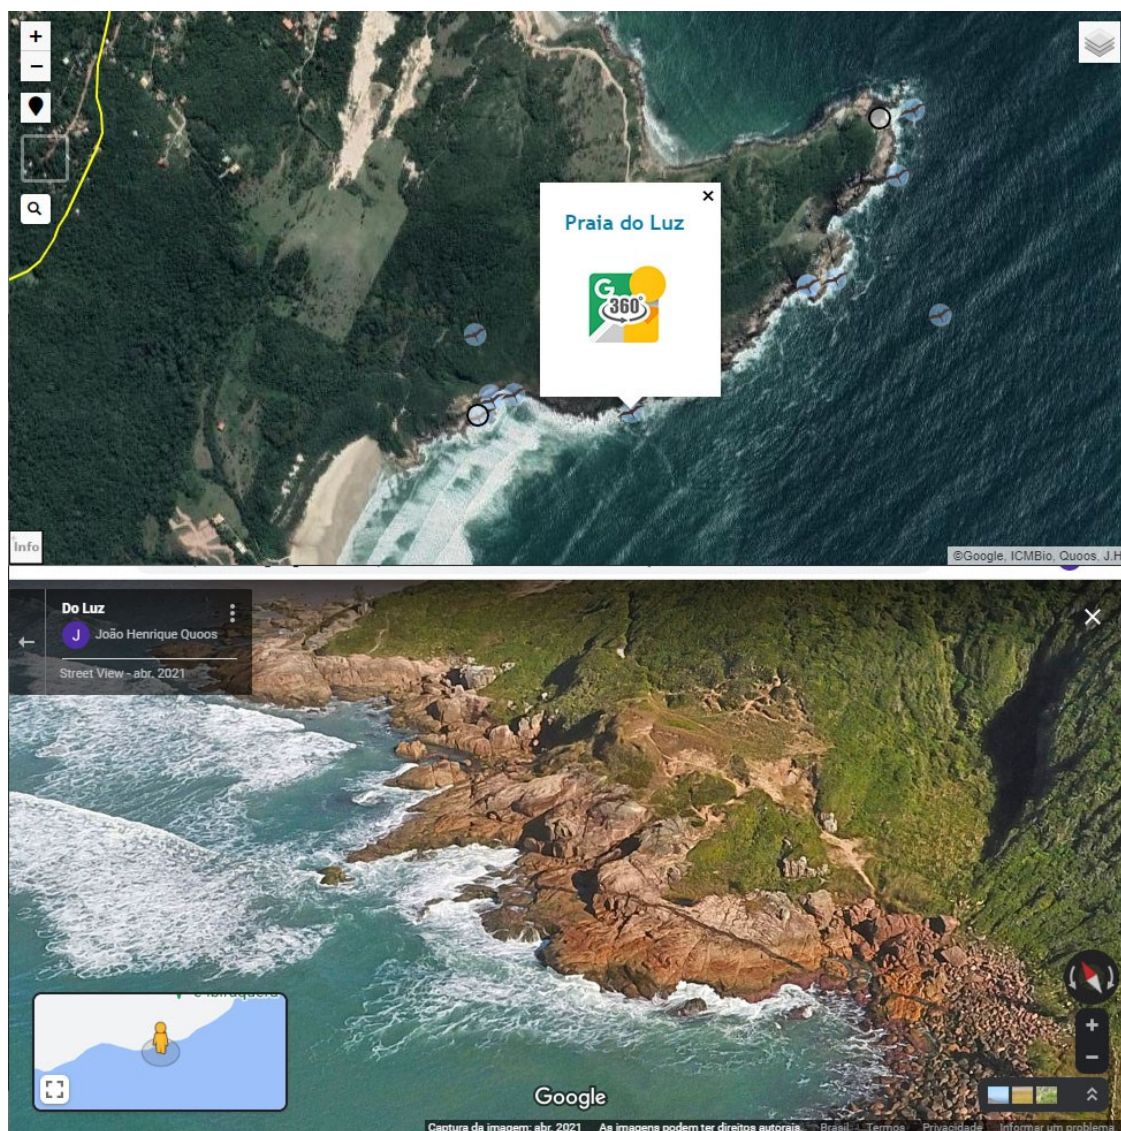 +
−
Praia do Luz
×
G
360°
Info
©Google, ICMBio, Quoos, J.H
Do Luz
J João Henrique Quoos
Street View - abr. 2021
e Ibiraquera
+
−
Google
Captura da imagem: abr. 2021 As imagens podem ter direitos autorais. Brasil Termos Privacidade Informar um problema